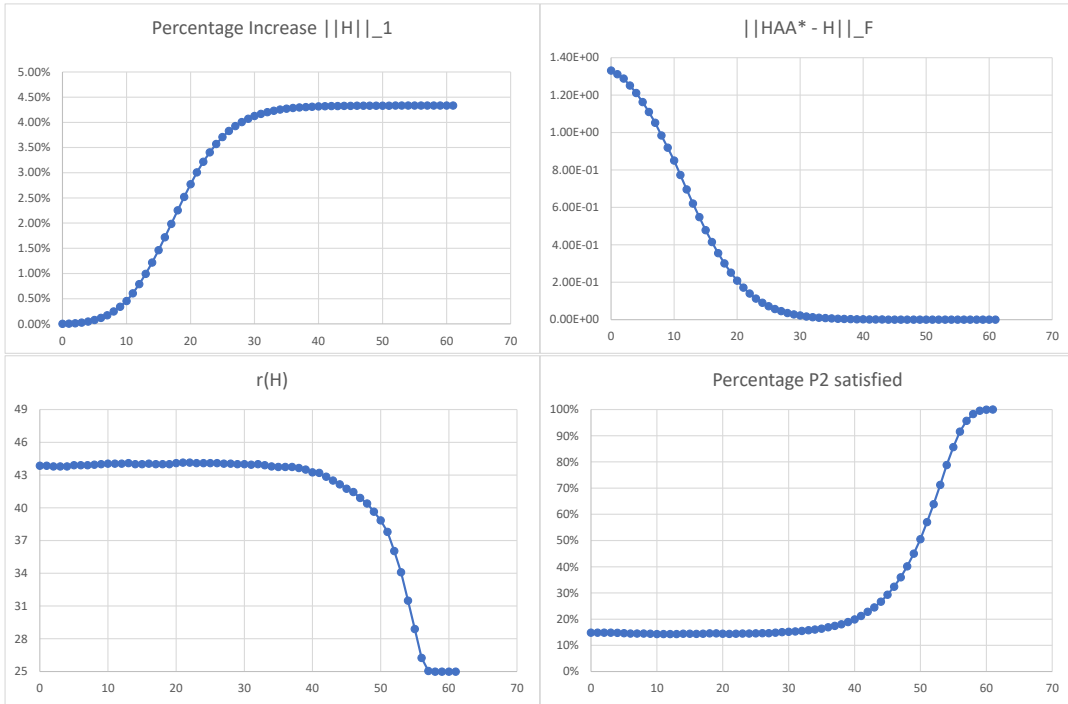 Percentage Increase ||H||_1
5.00%
4.50%
4.00%
3.50%
3.00%
2.50%
2.00%
1.50%
1.00%
0.50%
0.00%
0 10 20 30 40 50 60 70
||HAA* - H||_F
1.40E+00
1.20E+00
1.00E+00
8.00E-01
6.00E-01
4.00E-01
2.00E-01
0.00E+00
0 10 20 30 40 50 60 70
r(H)
49
46
43
40
37
34
31
28
25
0 10 20 30 40 50 60 70
Percentage P2 satisfied
100%
90%
80%
70%
60%
50%
40%
30%
20%
10%
0%
0 10 20 30 40 50 60 70